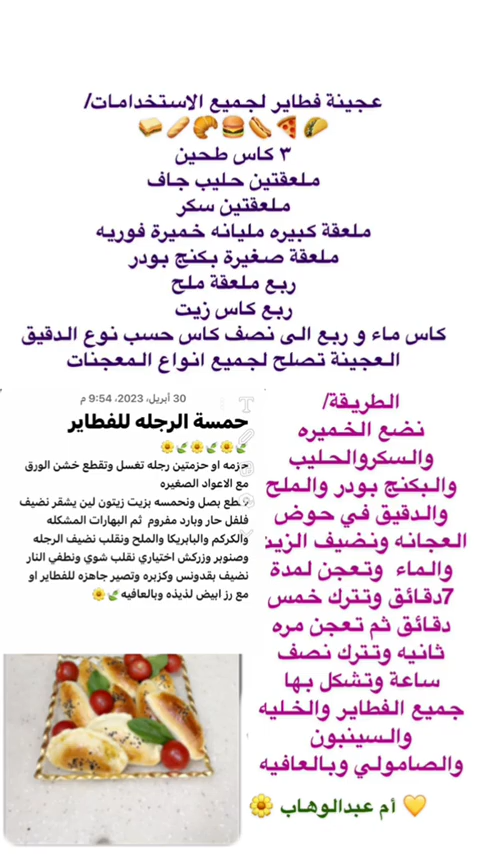 عجينة فطاير لجميع الاستخدامات/
🥪🥖🥐🍔🌭🍕🌮
٣ كاس طحين
ملعقتين حليب جاف
ملعقتين سكر
ملعقة كبيره مليانه خميرة فوريه
ملعقة صغيرة بكنج بودر
ربع ملعقة ملح
ربع كاس زيت
كاس ماء و ربع الى نصف كاس حسب نوع الدقيق
العجينة تصلح لجميع انواع المعجنات
الطريقة/
نضع الخميره
والسكروالحليب
والبكنج بودر والملح
والدقيق في حوض
العجانه ونضيف الزيت
والماء وتعجن لمدة
7دقائق وتترك خمس
دقائق ثم تعجن مره
ثانيه وتترك نصف
ساعة وتشكل بها
جميع الفطاير والخليه
والسينبون
والصامولي وبالعافيه
💛 أم عبدالوهاب 🌼
30 أبريل، 2023، 9:54 م
حمسة الرجله للفطاير
🌼🍃🌼🍃🌼🍃
حزمه او حزمتين رجله تغسل وتقطع خشن الورق
مع الاعواد الصغيره
نقطع بصل ونحمسه بزيت زيتون لين يشقر نضيف
فلفل حار وبارد مفروم ثم البهارات المشكله
والكركم والبابريكا والملح ونقلب نضيف الرجله
وصنوبر وزركش اختياري نقلب شوي ونطفي النار
نضيف بقدونس وكزبره وتصير جاهزه للفطاير او
مع رز ابيض لذيذه وبالعافيه🍃🌼